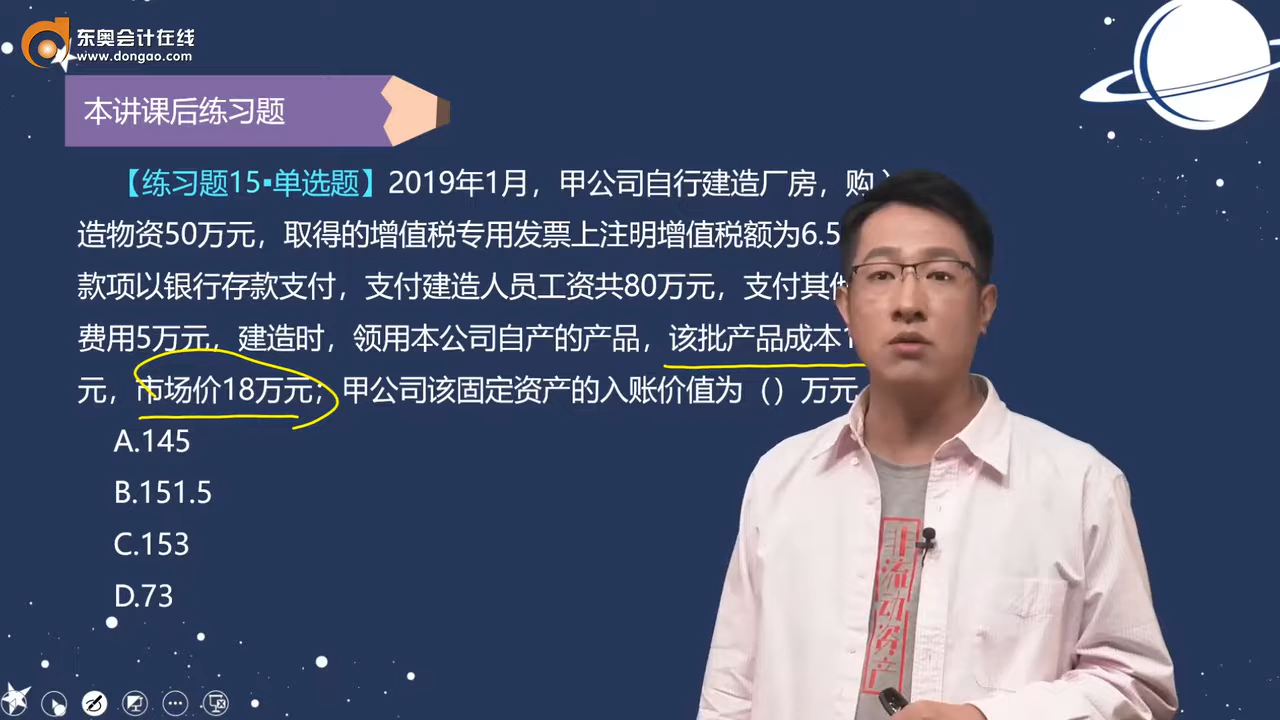 东奥会计在线
www.dongao.com
本讲课后练习题
【练习题15▪单选题】2019年1月，甲公司自行建造厂房，购
造物资50万元，取得的增值税专用发票上注明增值税额为6.5
款项以银行存款支付，支付建造人员工资共80万元，支付其他
费用5万元，建造时，领用本公司自产的产品，该批产品成本1
元，市场价18万元；甲公司该固定资产的入账价值为（）万元
A.145
B.151.5
C.153
D.73
非流动资产